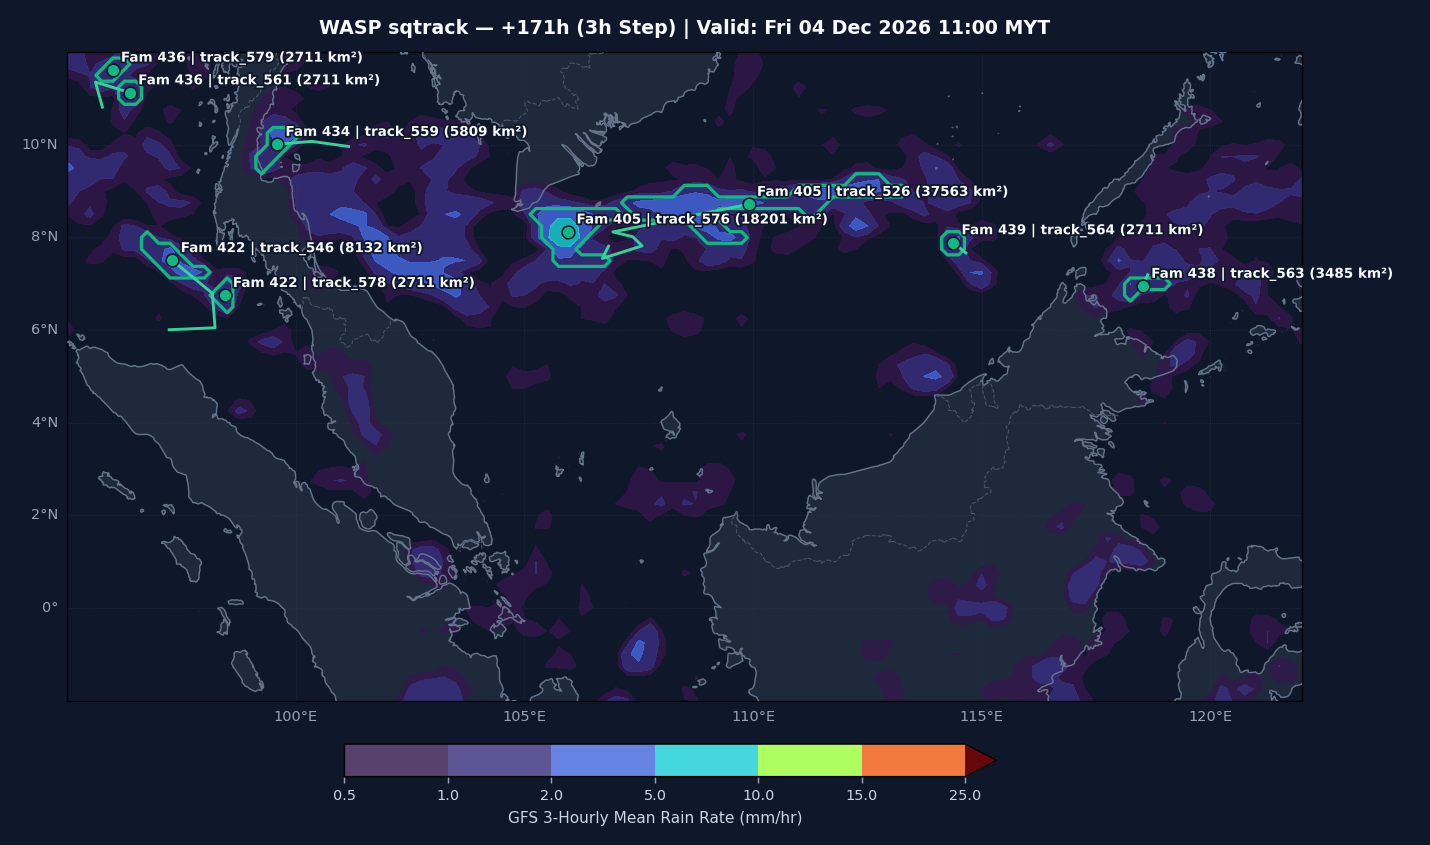 WASP sqtrack — +171h (3h Step) | Valid: Fri 04 Dec 2026 11:00 MYT
Fam 436 | track_579 (2711 km²)
Fam 436 | track_561 (2711 km²)
Fam 434 | track_559 (5809 km²)
Fam 405 | track_526 (37563 km²)
Fam 405 | track_576 (18201 km²)
Fam 439 | track_564 (2711 km²)
Fam 422 | track_546 (8132 km²)
Fam 438 | track_563 (3485 km²)
Fam 422 | track_578 (2711 km²)
10°N
8°N
6°N
4°N
2°N
0°
100°E 105°E 110°E 115°E 120°E
0.5 1.0 2.0 5.0 10.0 15.0 25.0
GFS 3-Hourly Mean Rain Rate (mm/hr)